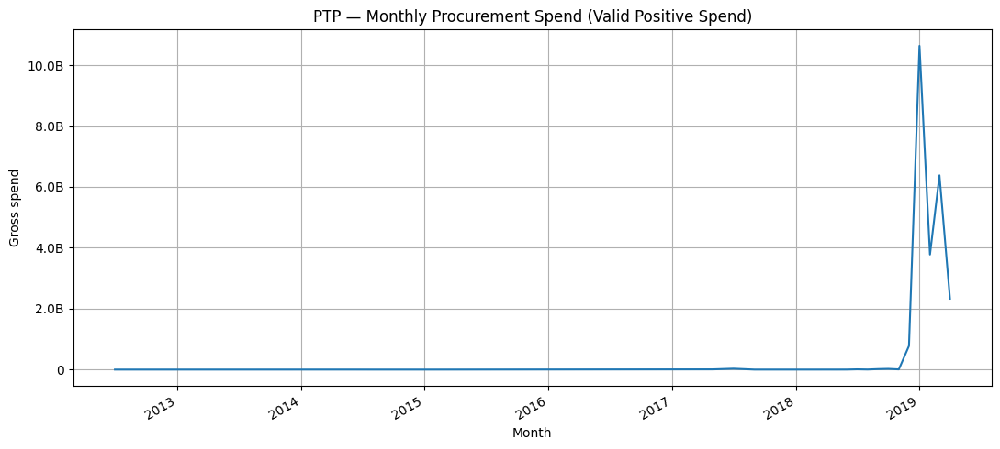 PTP — Monthly Procurement Spend (Valid Positive Spend)
10.0B
8.0B
6.0B
4.0B
2.0B
0
Gross spend
2013
2014
2015
2016
2017
2018
2019
Month